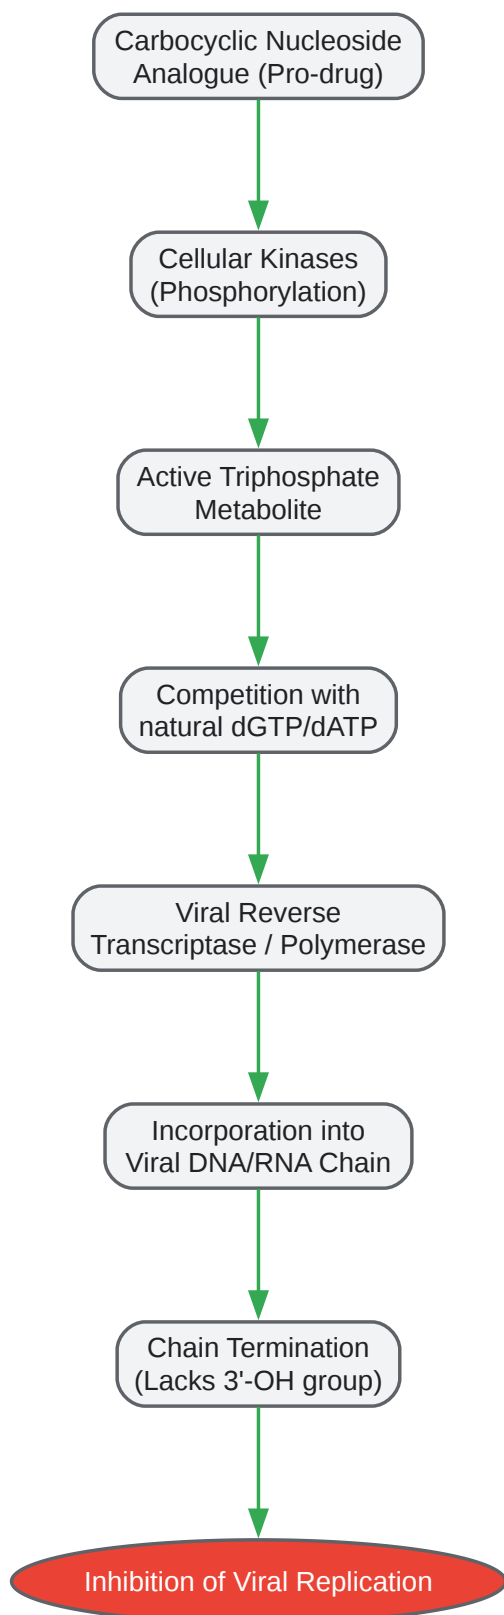 Carbocyclic Nucleoside
Analogue (Pro-drug)
Cellular Kinases
(Phosphorylation)
Active Triphosphate
Metabolite
Competition with
natural dGTP/dATP
Viral Reverse
Transcriptase / Polymerase
Incorporation into
Viral DNA/RNA Chain
Chain Termination
(Lacks 3'-OH group)
Inhibition of Viral Replication